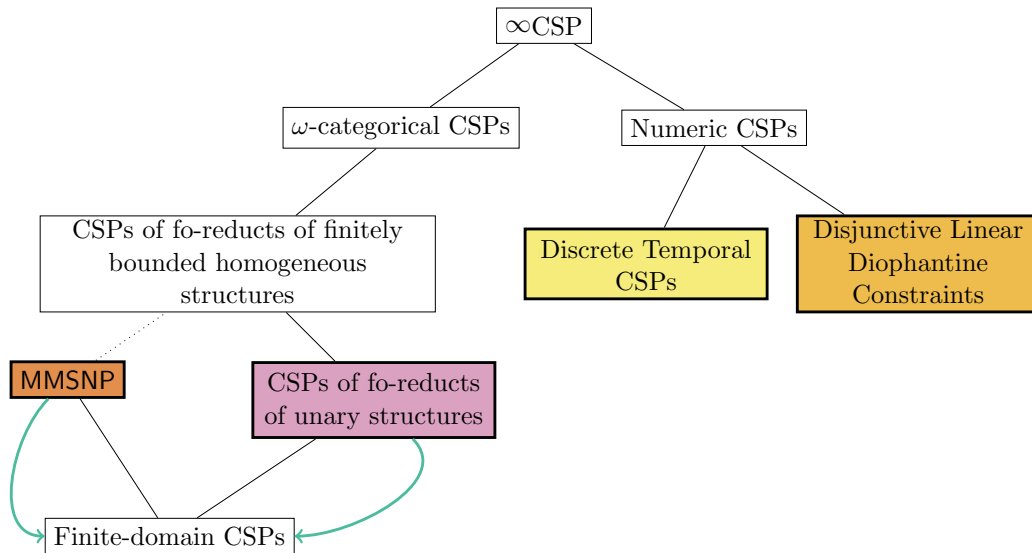 ∞CSP
ω-categorical CSPs
Numeric CSPs
CSPs of fo-reducts of finitely
bounded homogeneous
structures
Discrete Temporal
CSPs
Disjunctive Linear
Diophantine
Constraints
MMSNP
CSPs of fo-reducts
of unary structures
Finite-domain CSPs